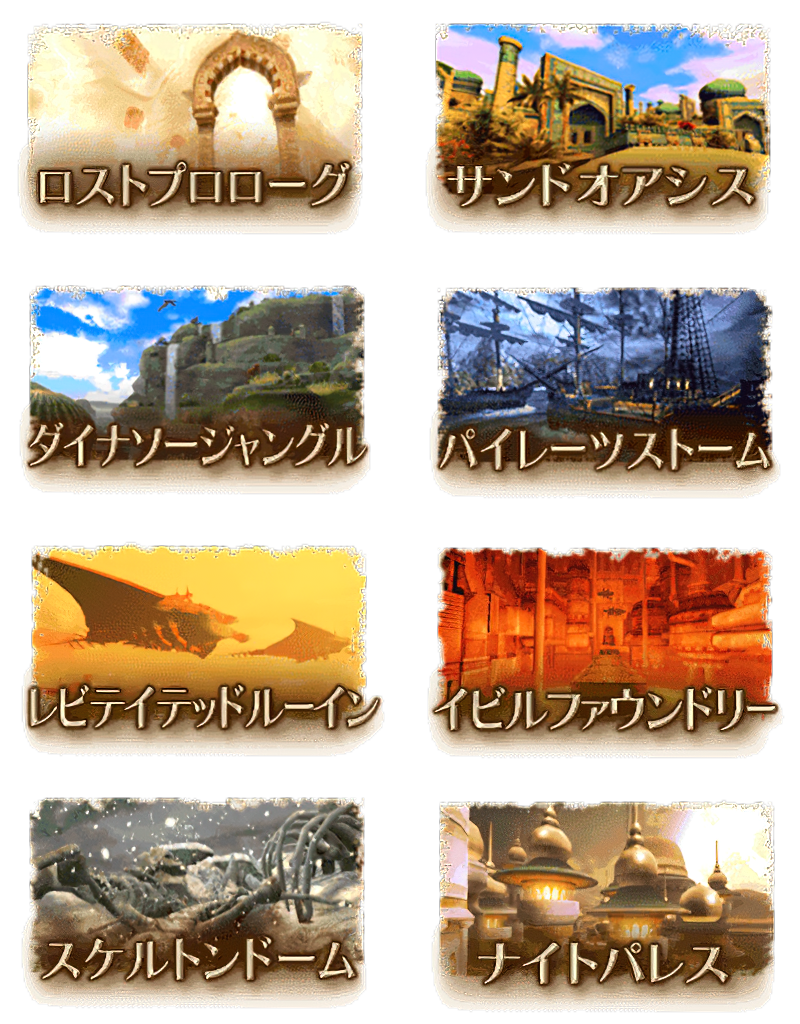 ロストプロローグ
サンドオアシス
ダイナソージャングル
パイレーツストーム
レビテイテッドルーイン
イビルファウンドリー
スケルトンドーム
ナイトパレス